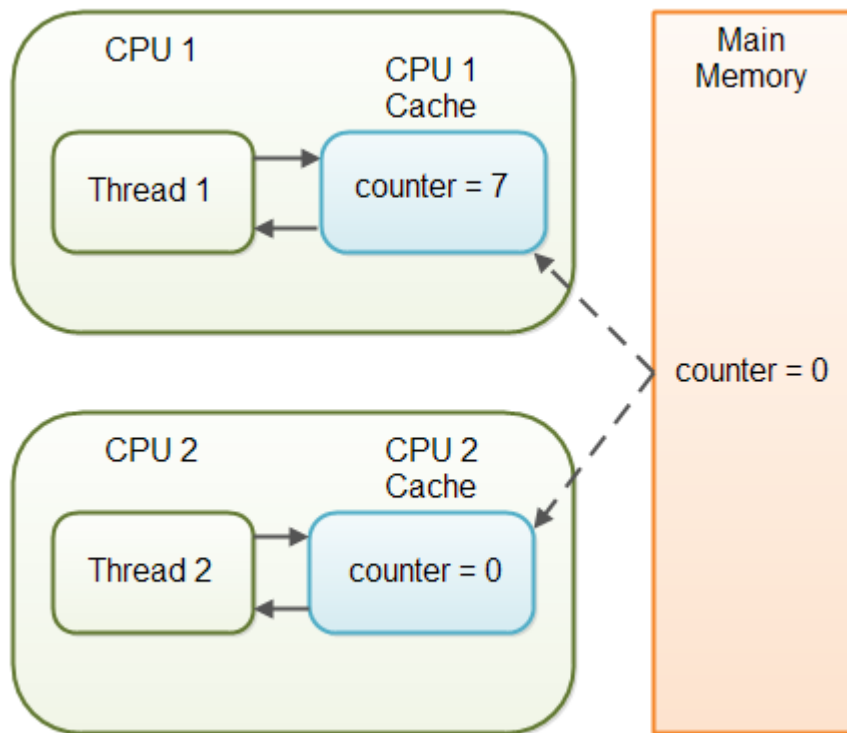 CPU 1
CPU 1
Cache
Thread 1
counter = 7
Main
Memory
counter = 0
CPU 2
CPU 2
Cache
Thread 2
counter = 0